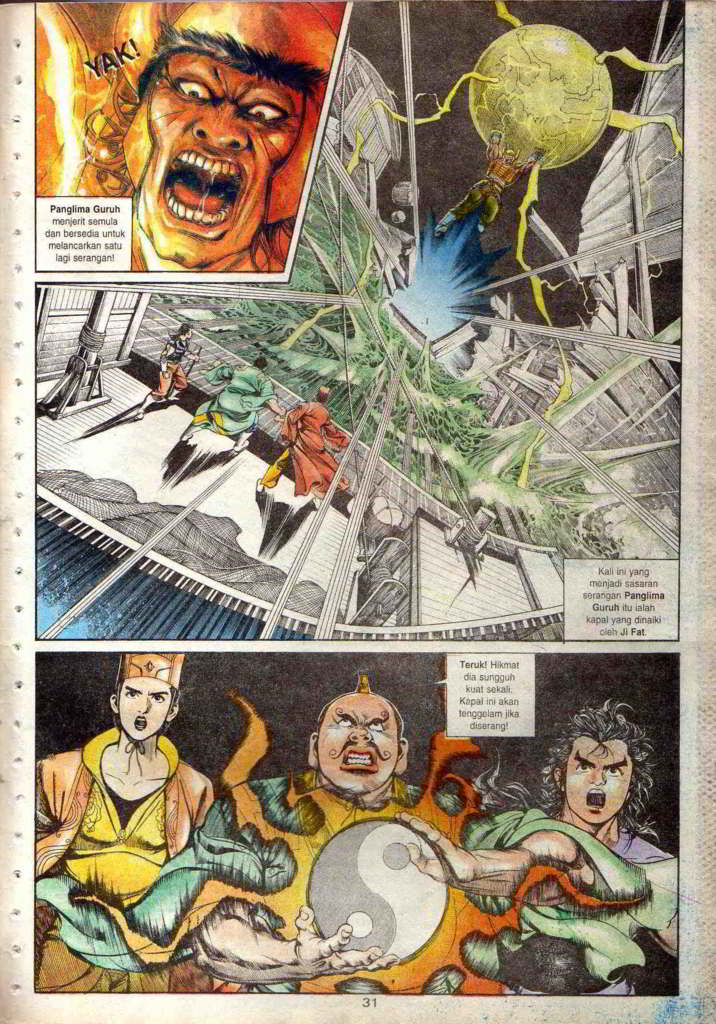 YAK!
Panglima Guruh
menjerit semula
dan bersedia untuk
melancarkan satu
lagi serangan!
Kali ini yang
menjadi sasaran
serangan Panglima
Guruh itu ialah
kapal yang dinaiki
oleh Ji Fat.
Teruk! Hikmat
dia sungguh
kuat sekali.
Kapal ini akan
tenggelam jika
diserang!
31